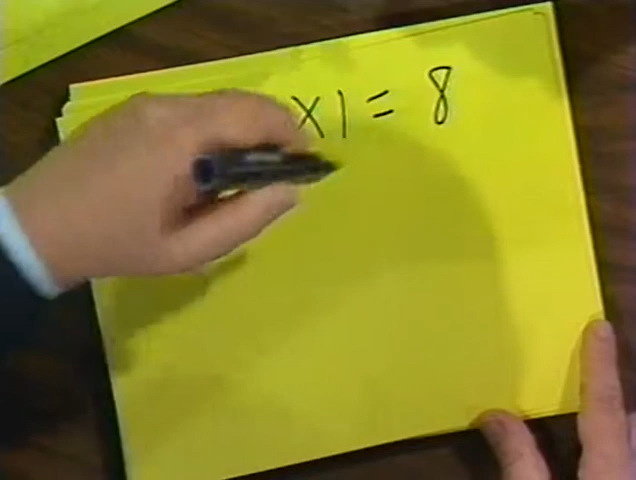 x1 = 8